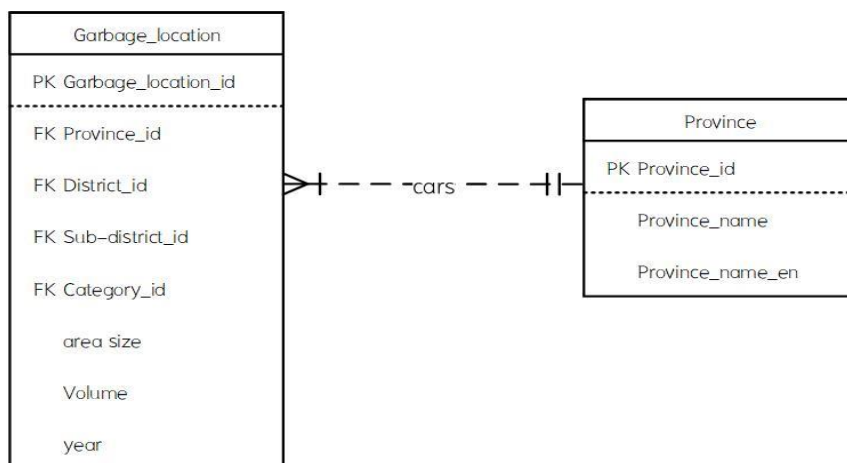 Garbage_location
PK Garbage_location_id
FK Province_id
FK District_id
FK Sub-district_id
FK Category_id
area size
Volume
year
cars
Province
PK Province_id
Province_name
Province_name_en